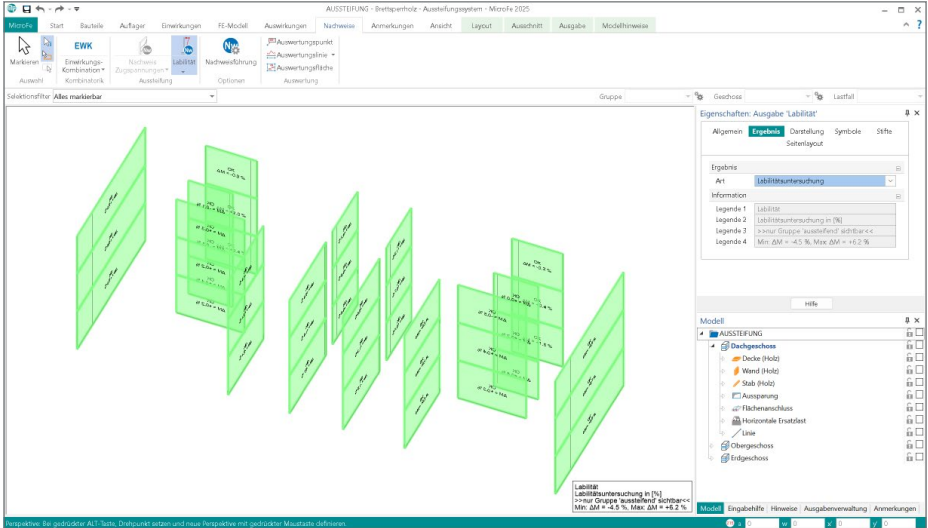 AUSSTEIFUNG - Brettsperrholz - Aussteifungssystem - MicroFe 2025
MicroFe Start Bauteile Auflager Einwirkungen FE-Modell Auswirkungen Nachweise Anmerkungen Ansicht Layout Ausschnitt Ausgabe Modellhinweise
Markieren
EWK
Einwirkungs-
Kombination
Nachweis
Zugspannungen
Labilität
Nachweisführung
Auswertungspunkt
Auswertungslinie
Auswertungsfläche
Auswahl Kombinatorik Aussteifung Optionen Auswertung
Selektionsfilter Alles markierbar Gruppe Geschoss Lastfall
Eigenschaften: Ausgabe 'Labilität'
Allgemein Ergebnis Darstellung Symbole Stifte
Seitenlayout
Ergebnis
Art Labilitätsuntersuchung
Information
Legende 1 Labilität
Legende 2 Labilitätsuntersuchung in [%]
Legende 3 >>nur Gruppe 'aussteifend' sichtbar<<
Legende 4 Min: ΔM = -4.5 %, Max: ΔM = +6.2 %
Hilfe
Modell
AUSSTEIFUNG
Dachgeschoss
Decke (Holz)
Wand (Holz)
Stab (Holz)
Aussparung
Flächenanschluss
Horizontale Ersatzlast
Linie
Obergeschoss
Erdgeschoss
Labilität
Labilitätsuntersuchung in [%]
>>nur Gruppe 'aussteifend' sichtbar<<
Min: ΔM = -4.5 %, Max: ΔM = +6.2 %
Modell Eingabehilfe Hinweise Ausgabenverwaltung Anmerkungen
Perspektive: Bei gedrückter ALT-Taste, Drehpunkt setzen und neue Perspektive mit gedrückter Maustaste definieren.